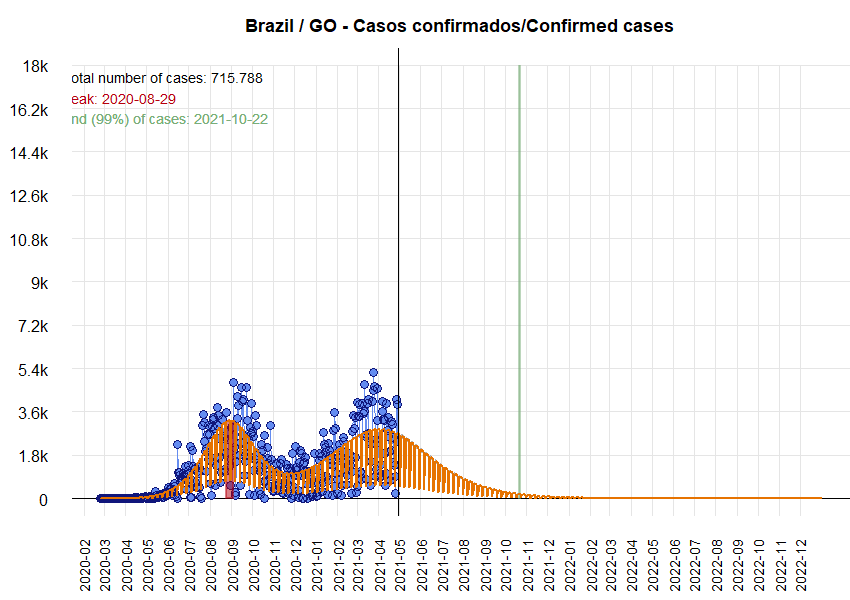 Brazil / GO - Casos confirmados/Confirmed cases
18k
otal number of cases: 715.788
eak: 2020-08-29
nd (99%) of cases: 2021-10-22
16.2k
14.4k
12.6k
10.8k
9k
7.2k
5.4k
3.6k
1.8k
0
2020-02
2020-03
2020-04
2020-05
2020-06
2020-07
2020-08
2020-09
2020-10
2020-11
2020-12
2021-01
2021-02
2021-03
2021-04
2021-05
2021-06
2021-07
2021-08
2021-09
2021-10
2021-11
2021-12
2022-01
2022-02
2022-03
2022-04
2022-05
2022-06
2022-07
2022-08
2022-09
2022-10
2022-11
2022-12